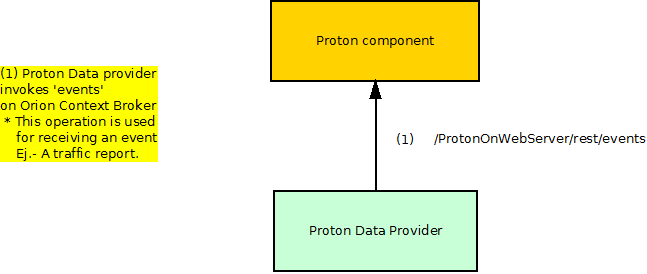 Proton component
(1) Proton Data provider
invokes 'events'
on Orion Context Broker
* This operation is used
for receiving an event
Ej.- A traffic report.
(1) /ProtonOnWebServer/rest/events
Proton Data Provider